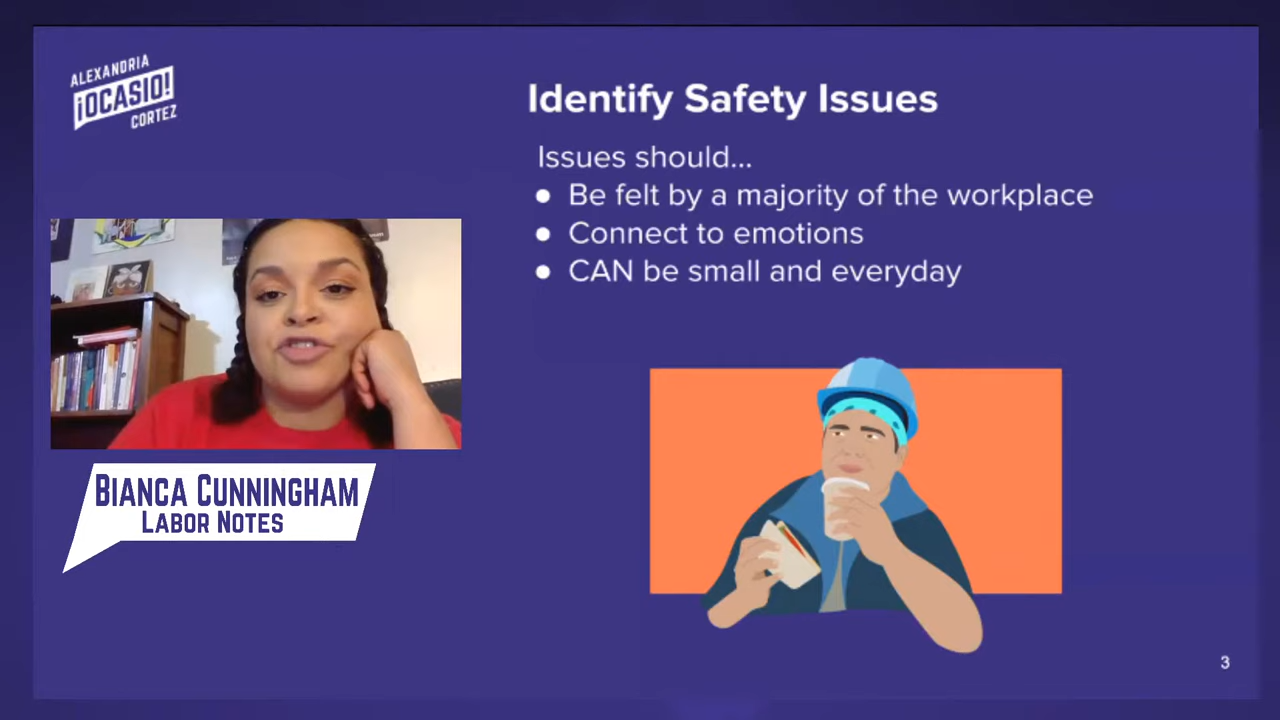 ALEXANDRIA
¡OCASIO!
CORTEZ
Identify Safety Issues
Issues should...
● Be felt by a majority of the workplace
● Connect to emotions
● CAN be small and everyday
BIANCA CUNNINGHAM
LABOR NOTES
3